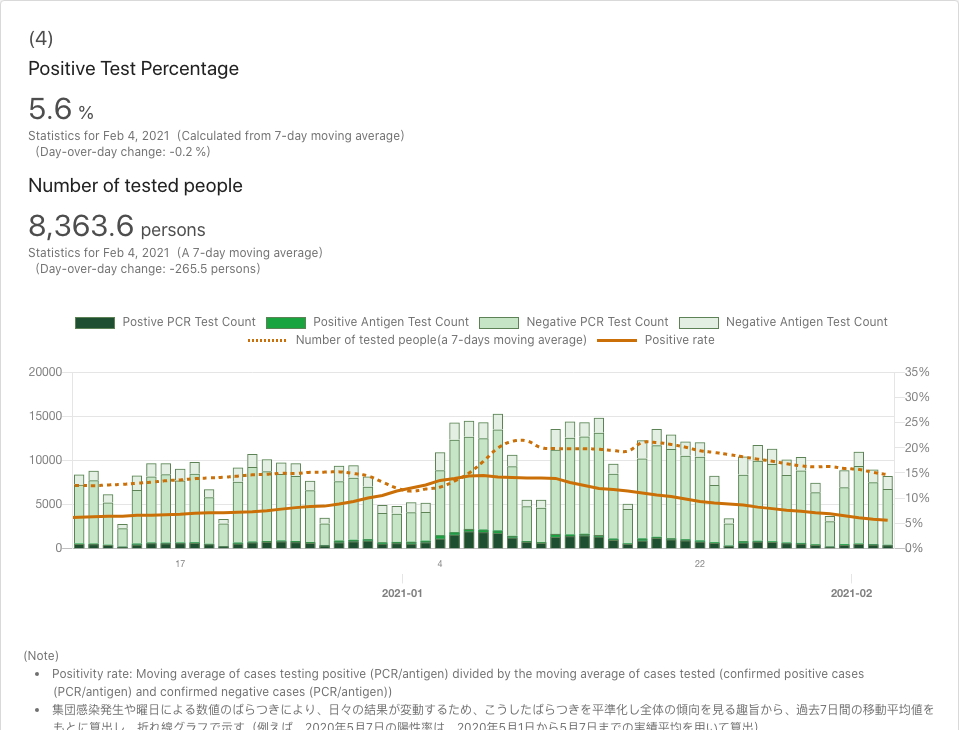 (4)
Positive Test Percentage
5.6 %
Statistics for Feb 4, 2021 (Calculated from 7-day moving average)
(Day-over-day change: -0.2 %)
Number of tested people
8,363.6 persons
Statistics for Feb 4, 2021 (A 7-day moving average)
(Day-over-day change: -265.5 persons)
Postive PCR Test Count Positive Antigen Test Count Negative PCR Test Count Negative Antigen Test Count
Number of tested people(a 7-days moving average) Positive rate
20000 35%
30%
15000 25%
20%
10000 15%
10%
5000 5%
0 0%
17 4 22
2021-01 2021-02
(Note)
• Positivity rate: Moving average of cases testing positive (PCR/antigen) divided by the moving average of cases tested (confirmed positive cases
(PCR/antigen) and confirmed negative cases (PCR/antigen))
• 集団感染発生や曜日による数値のばらつきにより、日々の結果が変動するため、こうしたばらつきを平準化し全体の傾向を見る趣旨から、過去7日間の移動平均値を
もとに算出し、折れ線グラフで示す（例えば、2020年5月7日の陽性率は、2020年5月1日から5月7日までの実績平均を用いて算出）